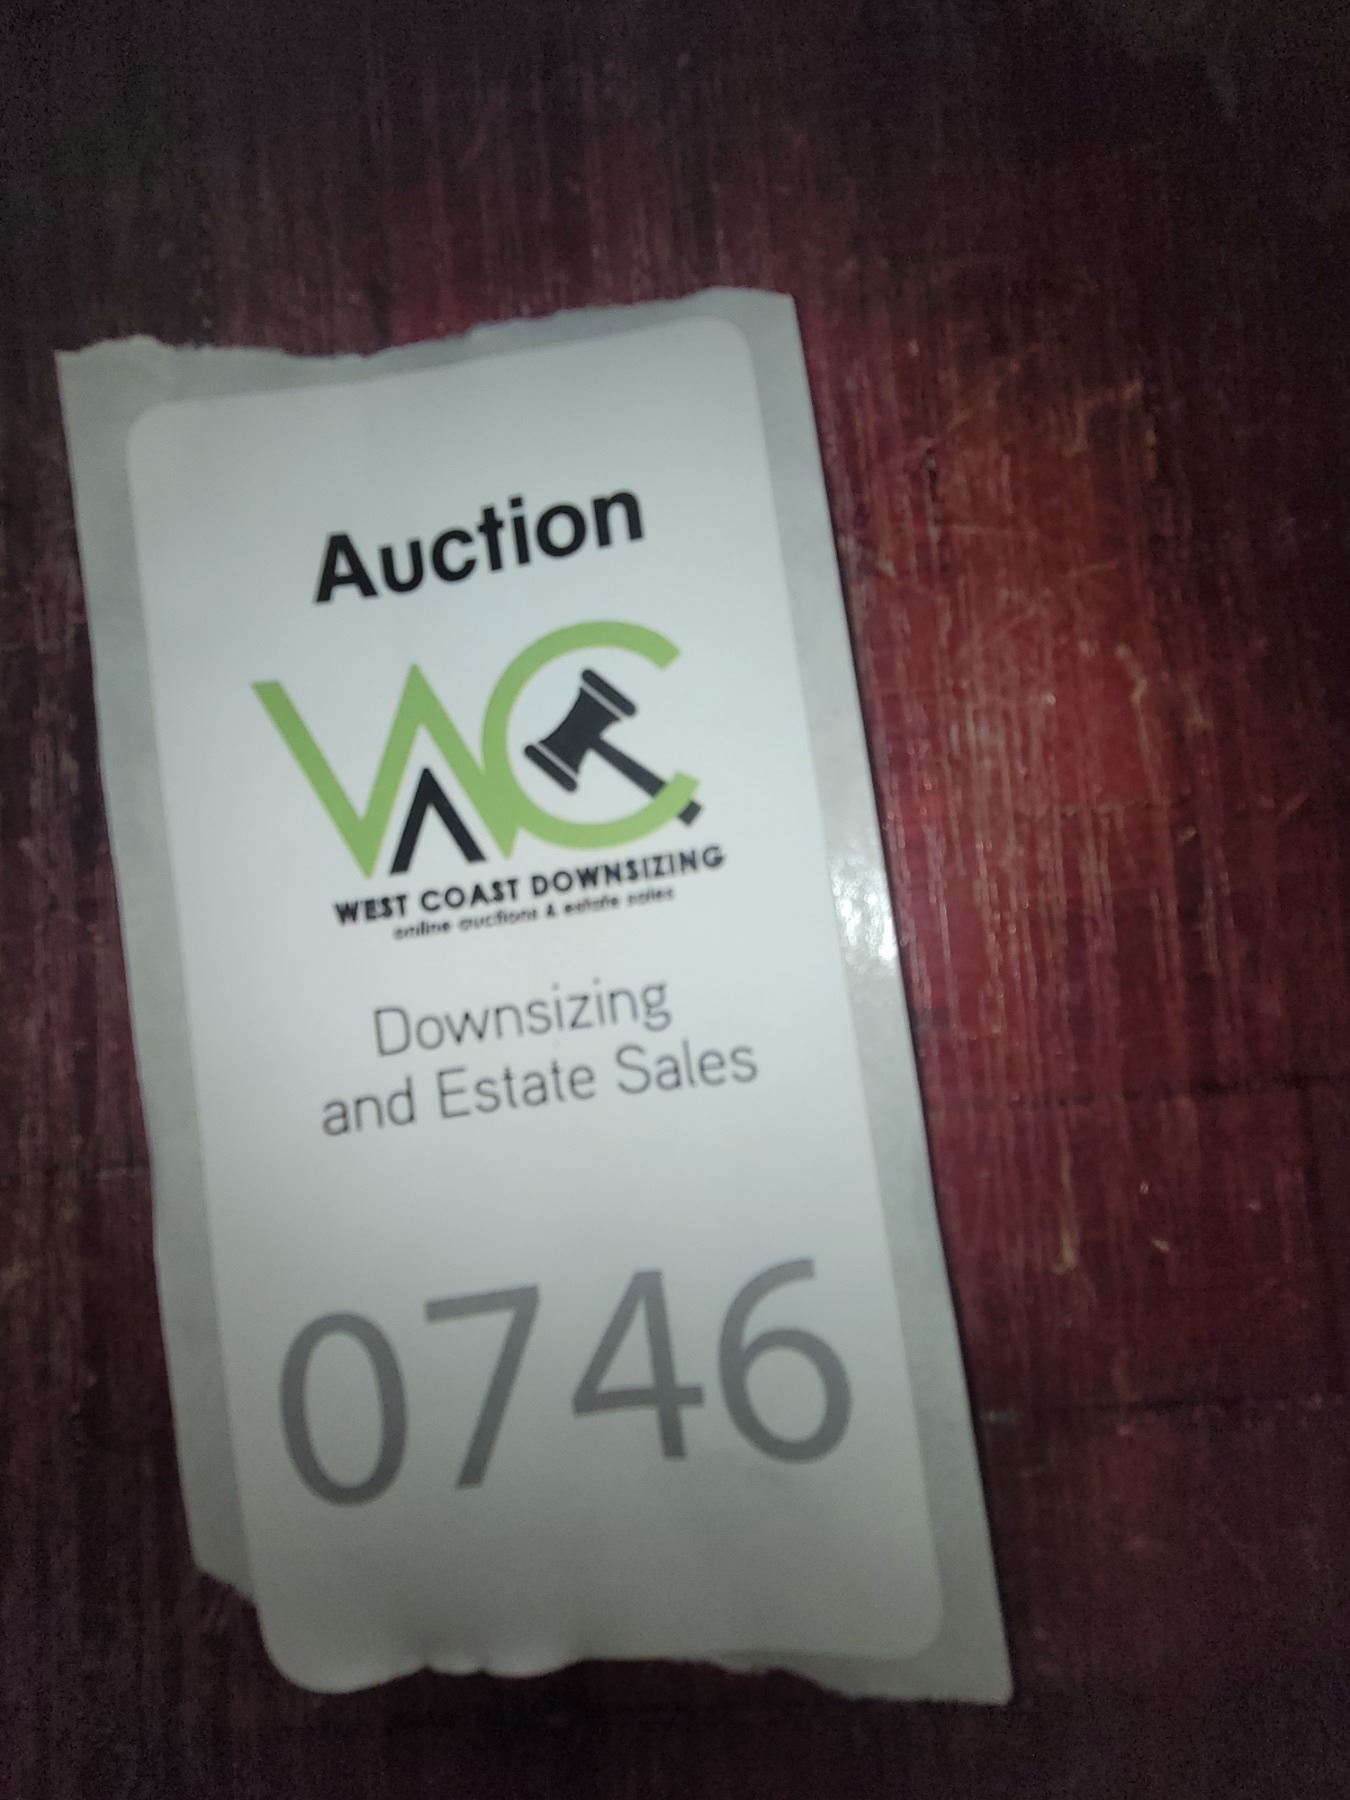 Auction
WC
WEST COAST DOWNSIZING
online auctions & estate sales
Downsizing
and Estate Sales
0746